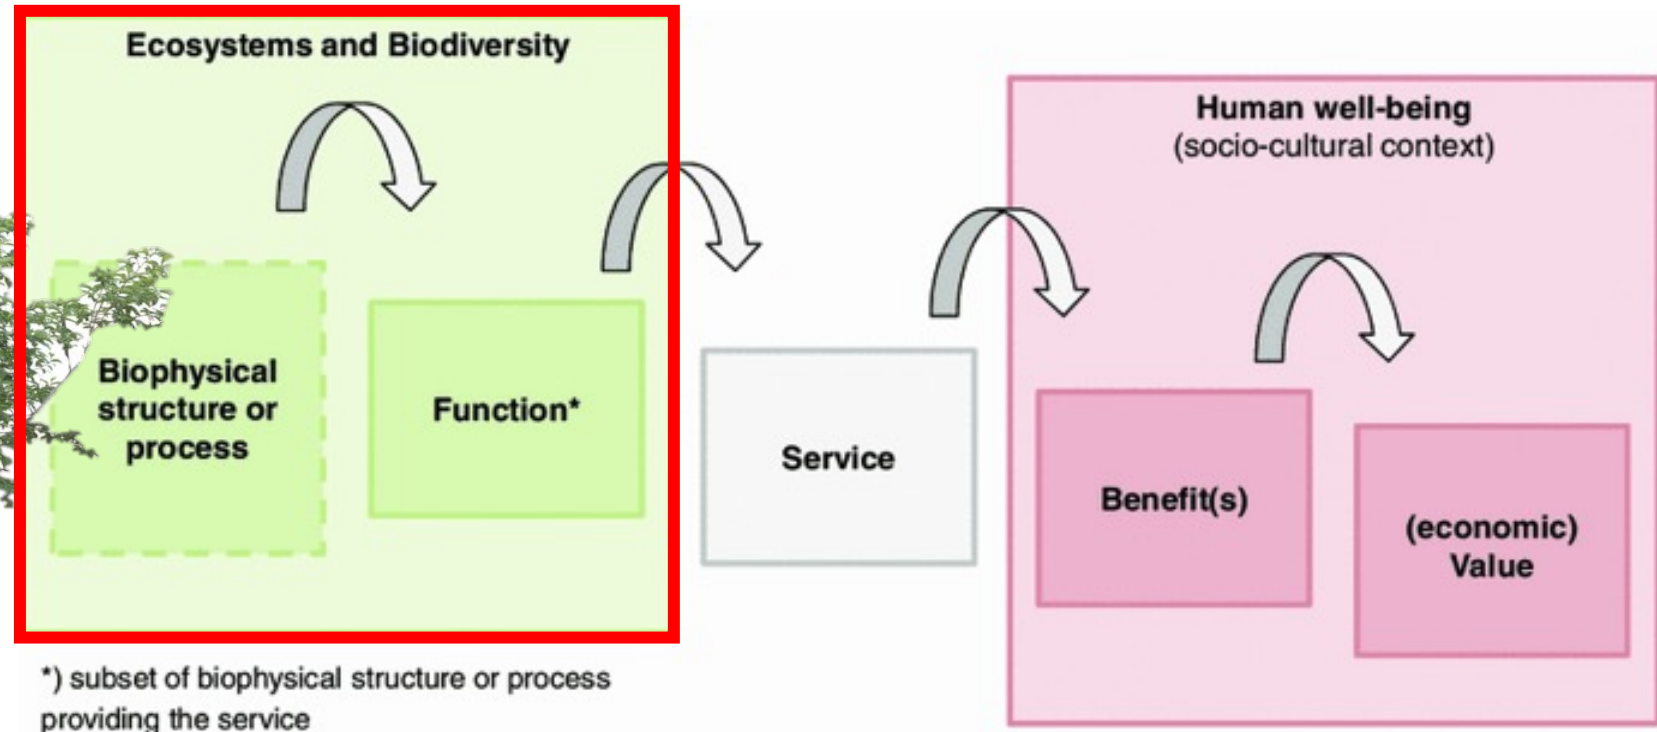 Ecosystems and Biodiversity
Biophysical
structure or
process
Function*
Service
Human well-being
(socio-cultural context)
Benefit(s)
(economic)
Value
*) subset of biophysical structure or process
providing the service